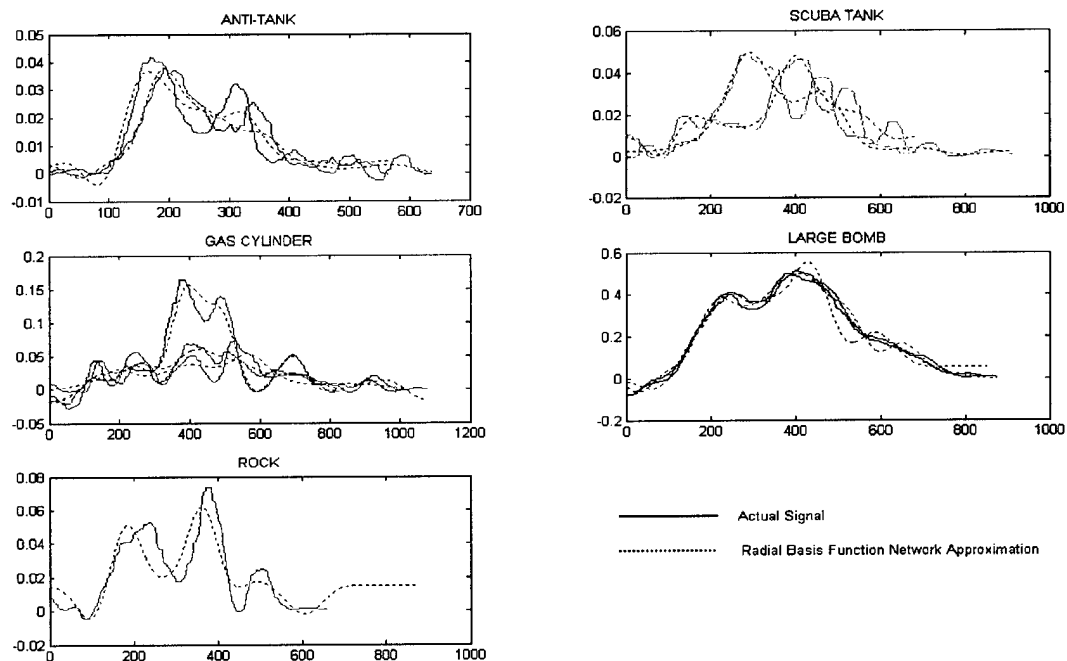 ANTI-TANK
0.05
0.04
0.03
0.02
0.01
0
-0.01
0 100 200 300 400 500 600 700
SCUBA TANK
0.06
0.04
0.02
0
-0.02
0 200 400 600 800 1000
GAS CYLINDER
0.2
0.15
0.1
0.05
0
-0.05
0 200 400 600 800 1000 1200
LARGE BOMB
0.6
0.4
0.2
0
-0.2
0 200 400 600 800 1000
ROCK
0.08
0.06
0.04
0.02
0
0.02
0 200 400 600 800 1000
Actual Signal
Radial Basis Function Network Approximation